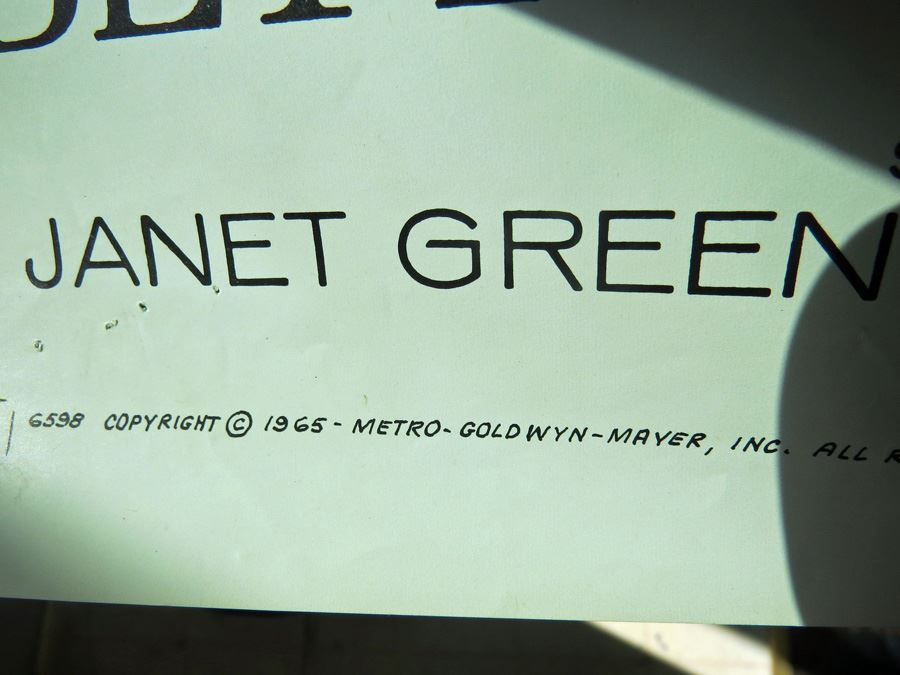 JANET GREEN
6598 COPYRIGHT © 1965 - METRO-GOLDWYN-MAYER, INC. ALL